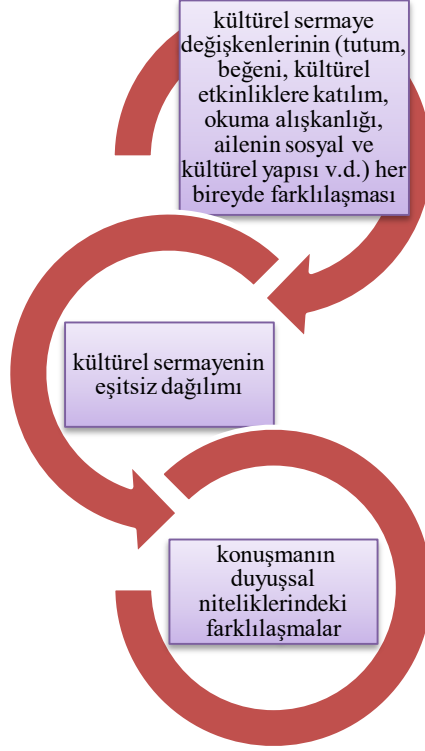 kültürel sermaye
değişkenlerinin (tutum,
beğeni, kültürel
etkinliklere katılım,
okuma alışkanlığı,
ailenin sosyal ve
kültürel yapısı v.d.) her
bireyde farklılaşması
kültürel sermayenin
eşitsiz dağılımı
konuşmanın
duyuşsal
niteliklerindeki
farklılaşmalar